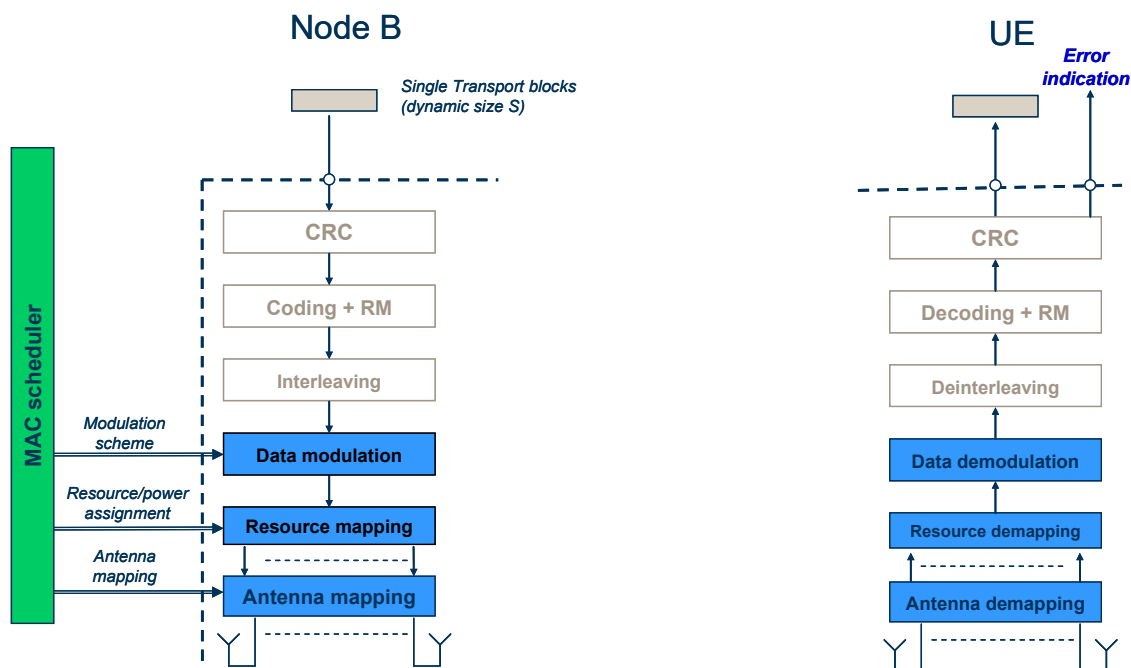 Node B
UE
Error
indication
Single Transport blocks
(dynamic size S)
MAC scheduler
CRC
Coding + RM
Interleaving
Modulation
scheme
Data modulation
Resource/power
assignment
Resource mapping
Antenna
mapping
Antenna mapping
CRC
Decoding + RM
Deinterleaving
Data demodulation
Resource demapping
Antenna demapping